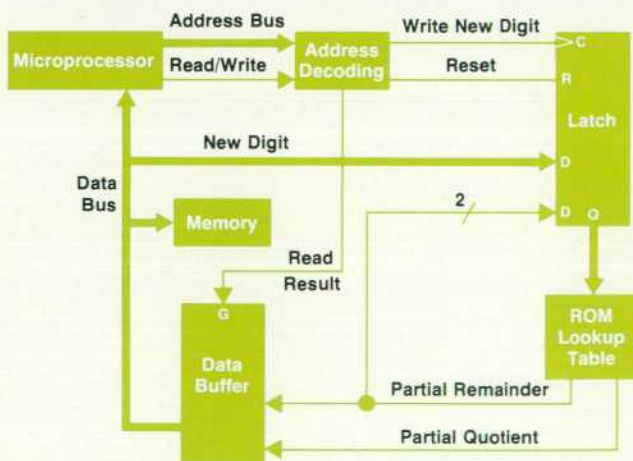 Address Bus
Write New Digit
Microprocessor
Address
Decoding
C
Read/Write
Reset
R
Latch
New Digit
D
Data
Bus
2
D
Q
Memory
Read
Result
G
ROM
Lookup
Table
Data
Buffer
Partial Remainder
Partial Quotient